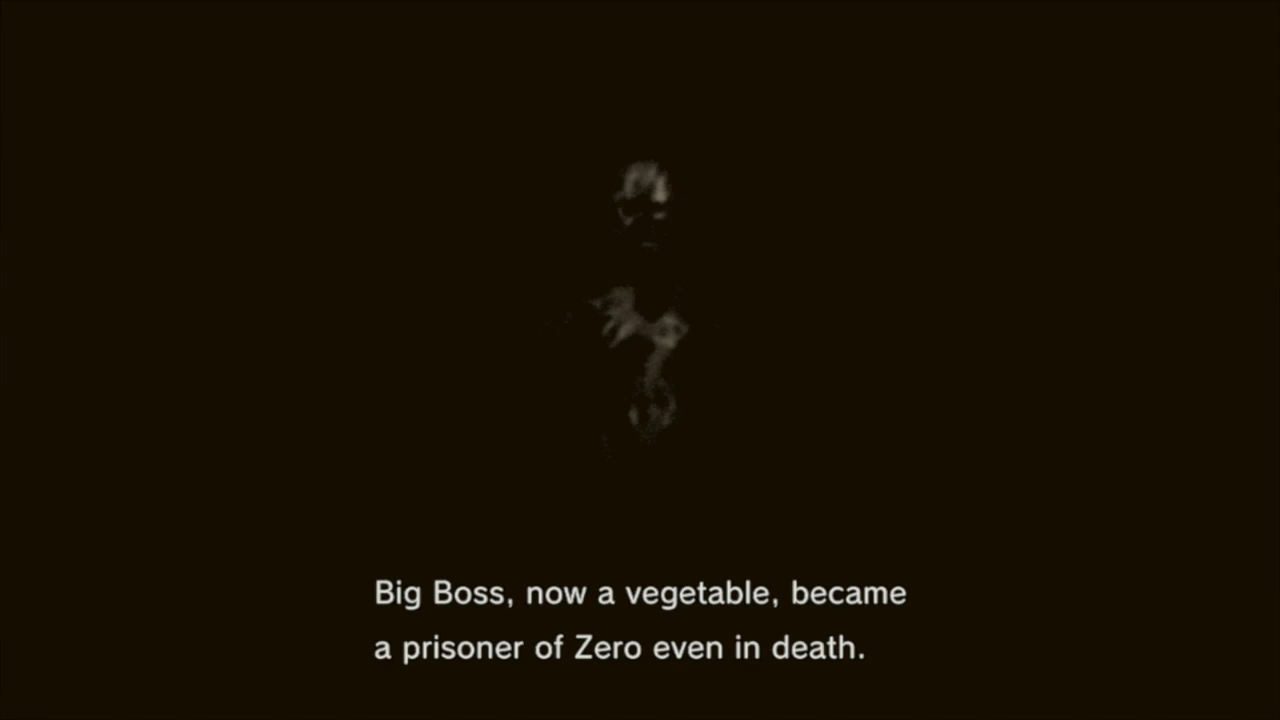 Big Boss, now a vegetable, became
a prisoner of Zero even in death.